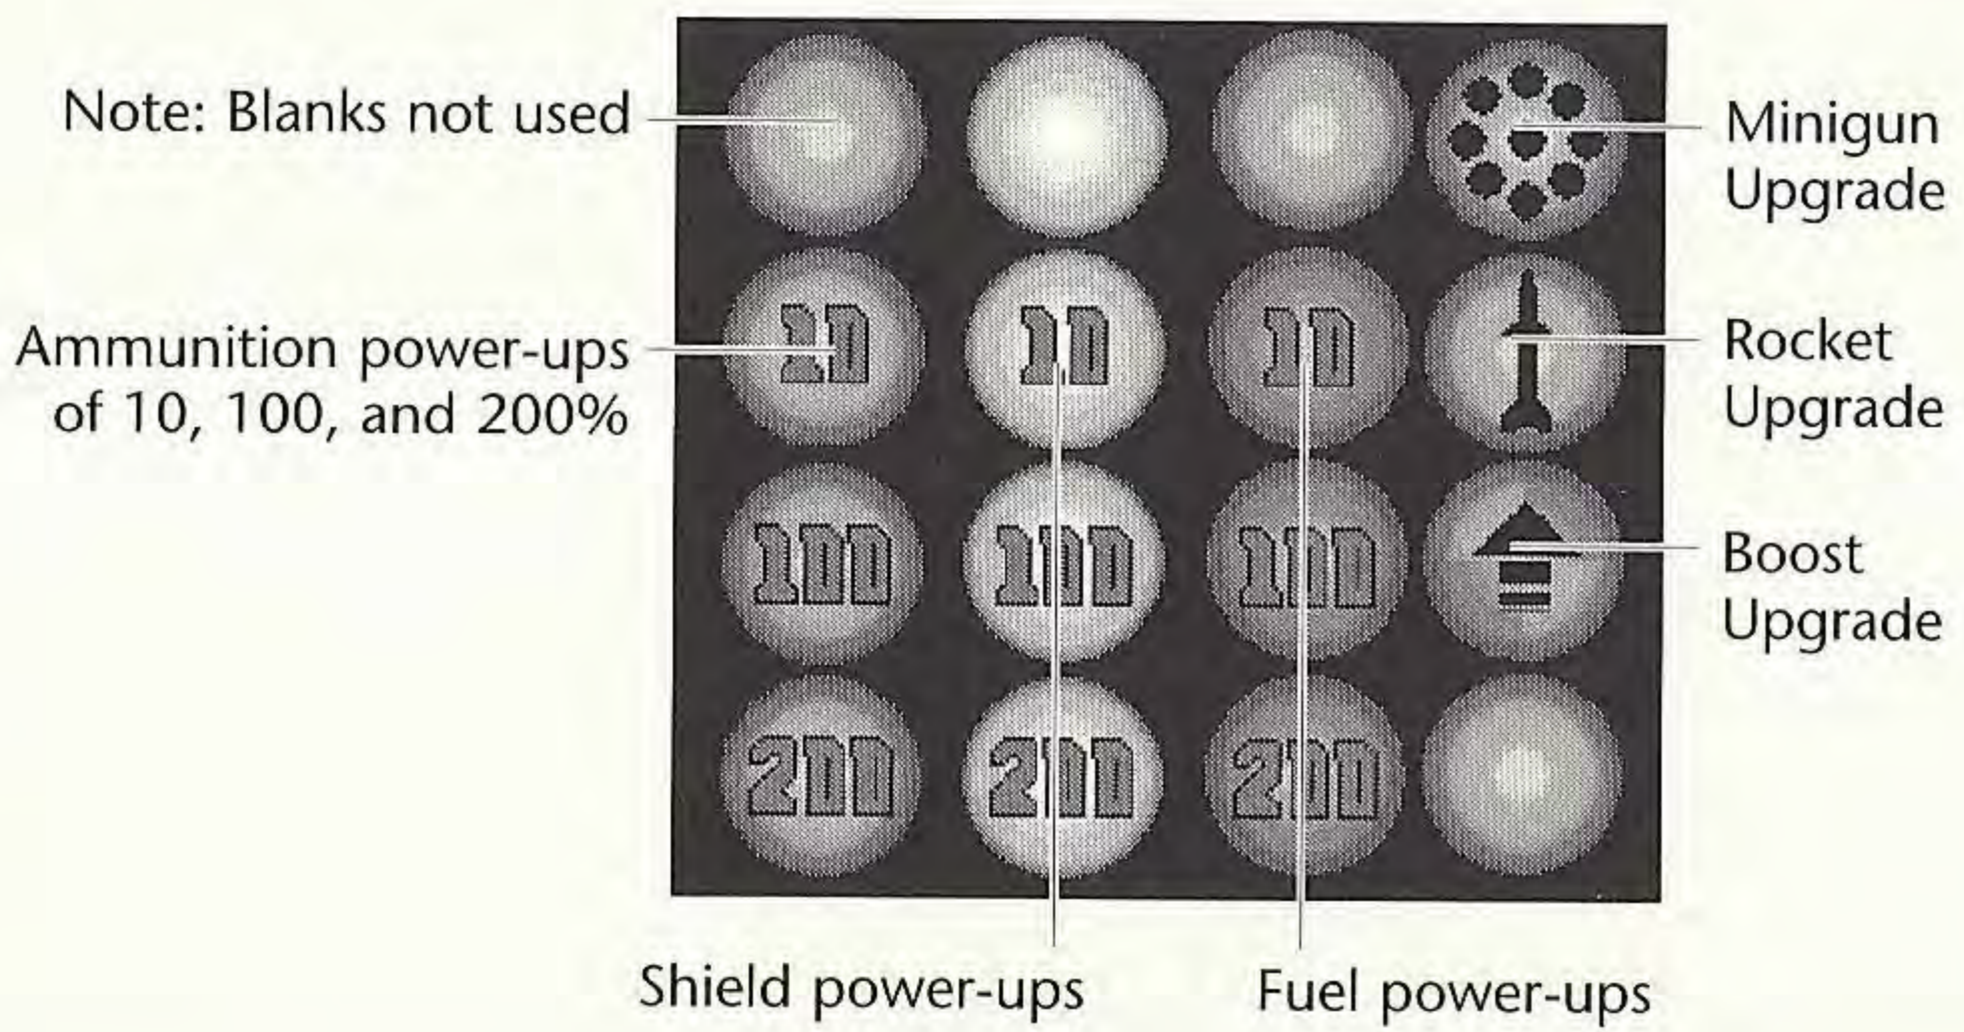 Note: Blanks not used
Minigun
Upgrade
Ammunition power-ups
of 10, 100, and 200%
10 10 10
Rocket
Upgrade
100 100 100
Boost
Upgrade
200 200 200
Shield power-ups
Fuel power-ups